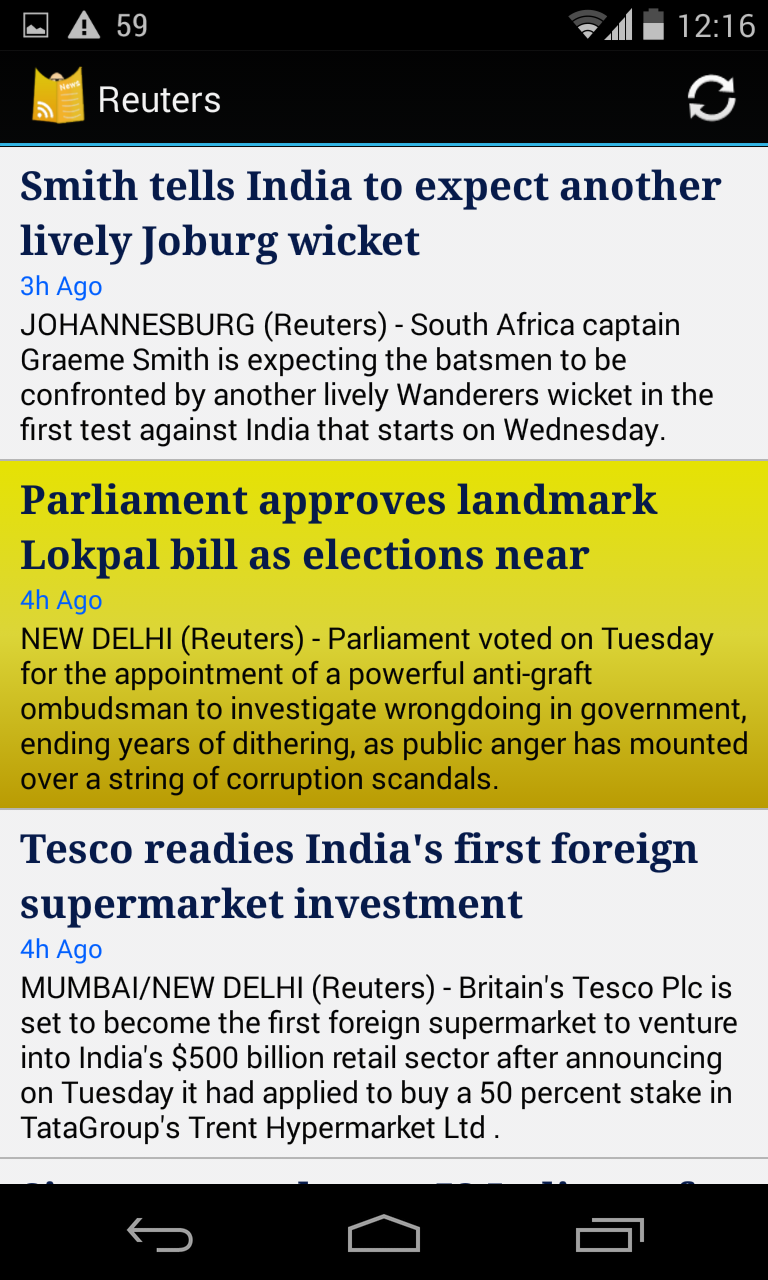 59
12:16
News
Reuters
Smith tells India to expect another
lively Joburg wicket
3h Ago
JOHANNESBURG (Reuters) - South Africa captain
Graeme Smith is expecting the batsmen to be
confronted by another lively Wanderers wicket in the
first test against India that starts on Wednesday.
Parliament approves landmark
Lokpal bill as elections near
4h Ago
NEW DELHI (Reuters) - Parliament voted on Tuesday
for the appointment of a powerful anti-graft
ombudsman to investigate wrongdoing in government,
ending years of dithering, as public anger has mounted
over a string of corruption scandals.
Tesco readies India's first foreign
supermarket investment
4h Ago
MUMBAI/NEW DELHI (Reuters) - Britain's Tesco Plc is
set to become the first foreign supermarket to venture
into India's $500 billion retail sector after announcing
on Tuesday it had applied to buy a 50 percent stake in
TataGroup's Trent Hypermarket Ltd .